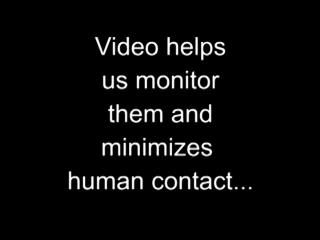 Video helps
us monitor
them and
minimizes
human contact...